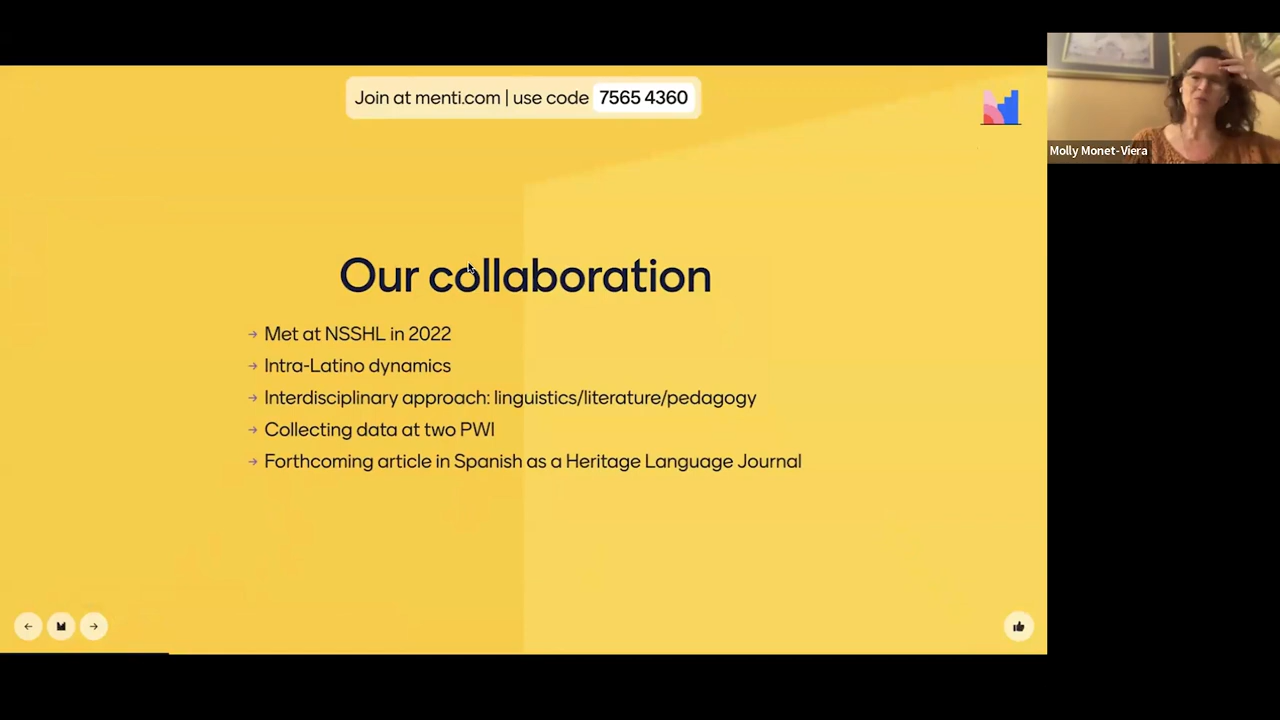 Join at menti.com | use code 7565 4360
Molly Monet-Viera
Our collaboration
→ Met at NSSHL in 2022
→ Intra-Latino dynamics
→ Interdisciplinary approach: linguistics/literature/pedagogy
→ Collecting data at two PWI
→ Forthcoming article in Spanish as a Heritage Language Journal